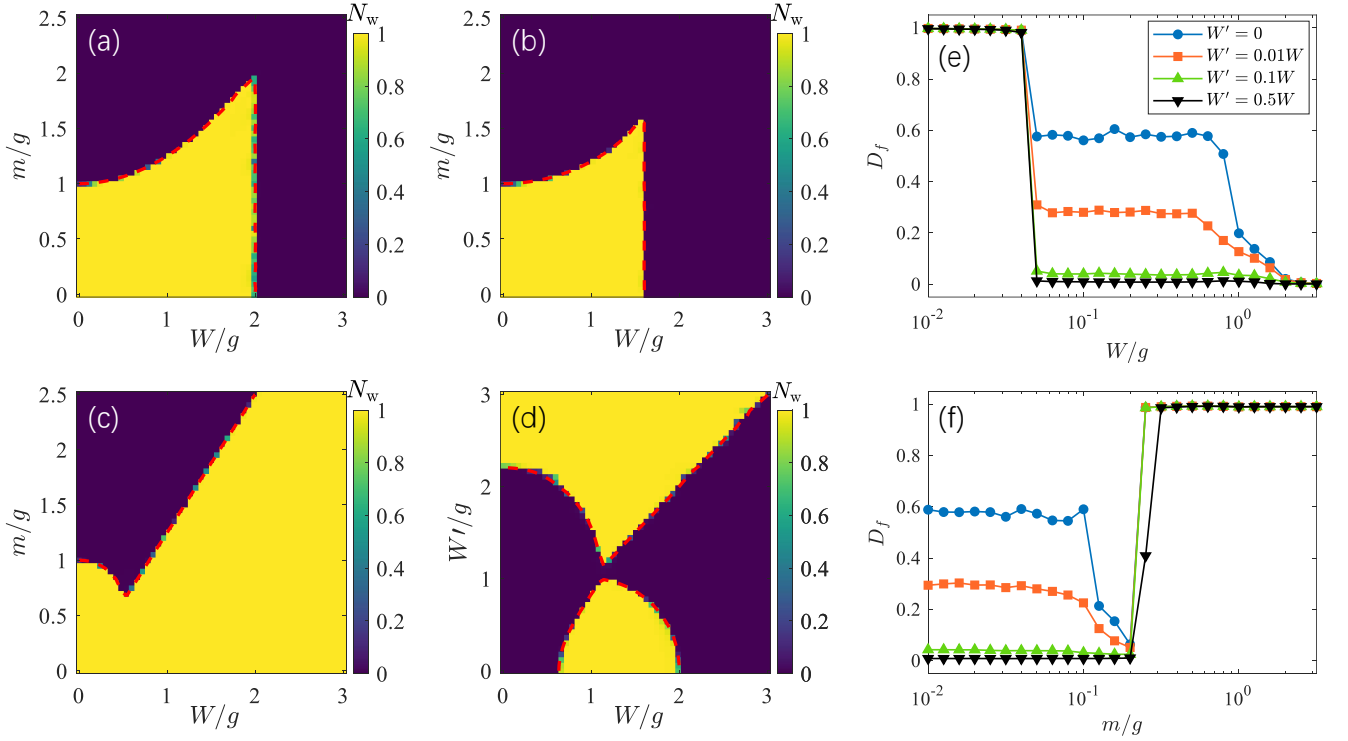 (a)
N_w
2.5
2
1.5
1
0.5
0
m/g
0 1 2 3
W/g
1
0.8
0.6
0.4
0.2
0
(b)
N_w
2.5
2
1.5
1
0.5
0
m/g
0 1 2 3
W/g
1
0.8
0.6
0.4
0.2
0
(e)
W′ = 0
W′ = 0.01W
W′ = 0.1W
W′ = 0.5W
1
0.8
0.6
0.4
0.2
0
D_f
10^-2 10^-1 10^0
W/g
(c)
N_w
2.5
2
1.5
1
0.5
0
m/g
0 1 2 3
W/g
1
0.8
0.6
0.4
0.2
0
(d)
N_w
3
2
1
0
W′/g
0 1 2 3
W/g
1
0.8
0.6
0.4
0.2
0
(f)
1
0.8
0.6
0.4
0.2
0
D_f
10^-2 10^-1 10^0
m/g